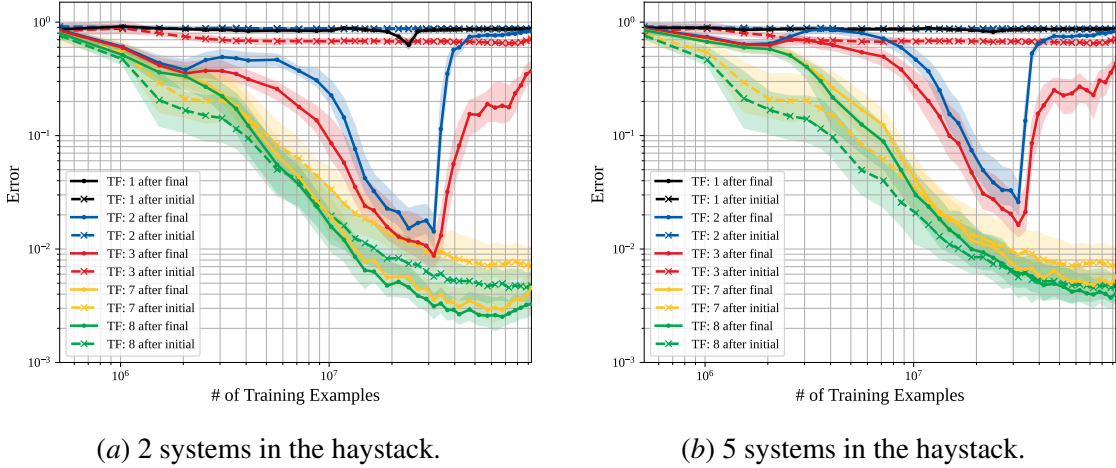 10⁰
10⁻¹
10⁻²
10⁻³
Error
TF: 1 after final
TF: 1 after initial
TF: 2 after final
TF: 2 after initial
TF: 3 after final
TF: 3 after initial
TF: 7 after final
TF: 7 after initial
TF: 8 after final
TF: 8 after initial
10⁶
10⁷
# of Training Examples
(a) 2 systems in the haystack.
10⁰
10⁻¹
10⁻²
10⁻³
Error
TF: 1 after final
TF: 1 after initial
TF: 2 after final
TF: 2 after initial
TF: 3 after final
TF: 3 after initial
TF: 7 after final
TF: 7 after initial
TF: 8 after final
TF: 8 after initial
10⁶
10⁷
# of Training Examples
(b) 5 systems in the haystack.